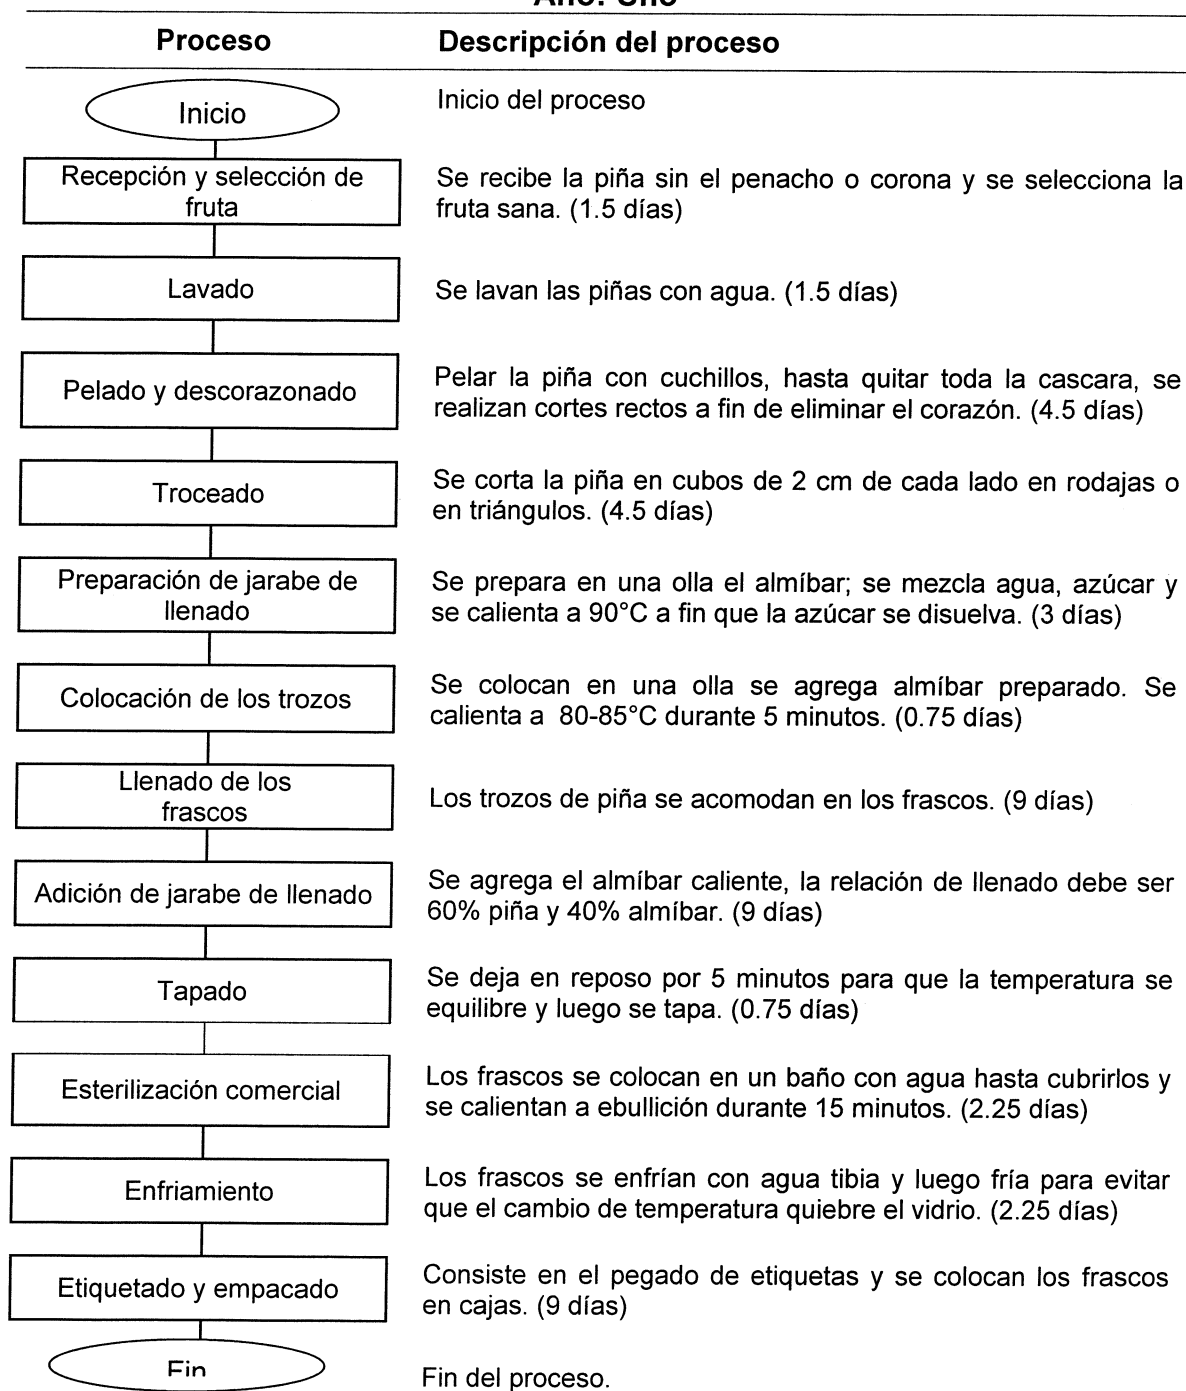 Año: Uno
Proceso
Descripción del proceso
Inicio
Inicio del proceso
Recepción y selección de
fruta
Se recibe la piña sin el penacho o corona y se selecciona la
fruta sana. (1.5 días)
Lavado
Se lavan las piñas con agua. (1.5 días)
Pelado y descorazonado
Pelar la piña con cuchillos, hasta quitar toda la cascara, se
realizan cortes rectos a fin de eliminar el corazón. (4.5 días)
Troceado
Se corta la piña en cubos de 2 cm de cada lado en rodajas o
en triángulos. (4.5 días)
Preparación de jarabe de
llenado
Se prepara en una olla el almíbar; se mezcla agua, azúcar y
se calienta a 90°C a fin que la azúcar se disuelva. (3 días)
Colocación de los trozos
Se colocan en una olla se agrega almíbar preparado. Se
calienta a 80-85°C durante 5 minutos. (0.75 días)
Llenado de los
frascos
Los trozos de piña se acomodan en los frascos. (9 días)
Adición de jarabe de llenado
Se agrega el almíbar caliente, la relación de llenado debe ser
60% piña y 40% almíbar. (9 días)
Tapado
Se deja en reposo por 5 minutos para que la temperatura se
equilibre y luego se tapa. (0.75 días)
Esterilización comercial
Los frascos se colocan en un baño con agua hasta cubrirlos y
se calientan a ebullición durante 15 minutos. (2.25 días)
Enfriamiento
Los frascos se enfrían con agua tibia y luego fría para evitar
que el cambio de temperatura quiebre el vidrio. (2.25 días)
Etiquetado y empacado
Consiste en el pegado de etiquetas y se colocan los frascos
en cajas. (9 días)
Fin
Fin del proceso.